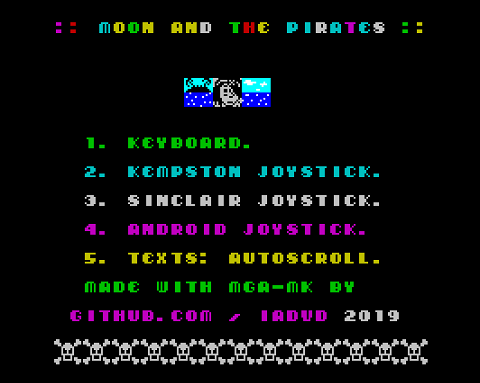 :: MOON AND THE PIRATES ::
1. KEYBOARD.
2. KEMPSTON JOYSTICK.
3. SINCLAIR JOYSTICK.
4. ANDROID JOYSTICK.
5. TEXTS: AUTOSCROLL.
MADE WITH MGA-MK BY
GITHUB.COM / IADVD 2019